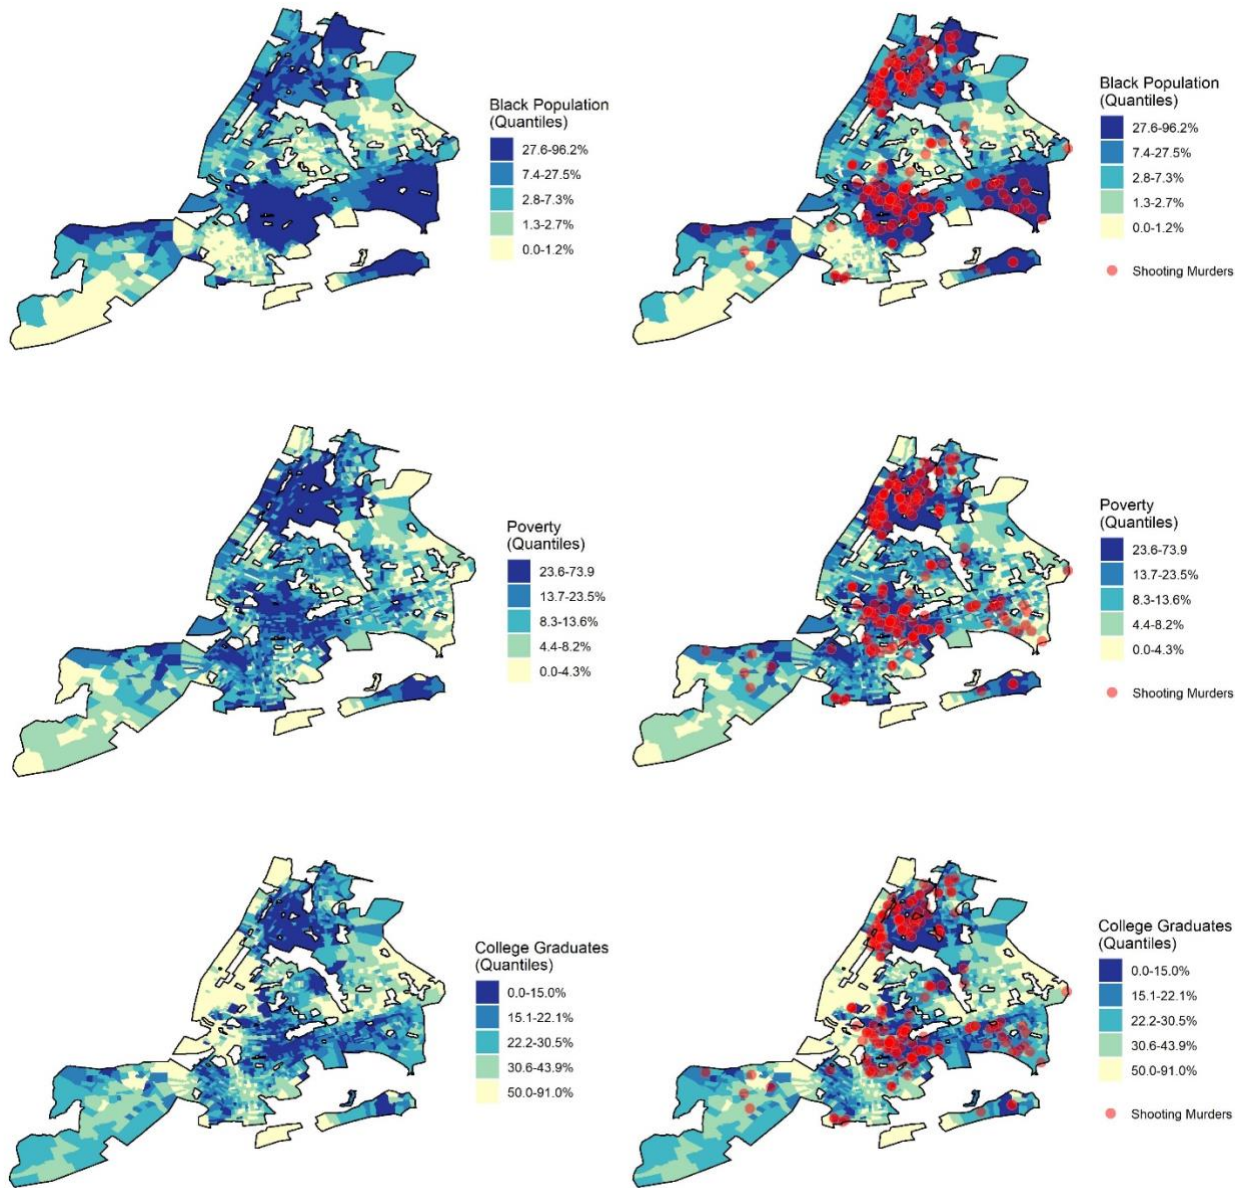 Black Population
(Quantiles)
27.6-96.2%
7.4-27.5%
2.8-7.3%
1.3-2.7%
0.0-1.2%
Black Population
(Quantiles)
27.6-96.2%
7.4-27.5%
2.8-7.3%
1.3-2.7%
0.0-1.2%
Shooting Murders
Poverty
(Quantiles)
23.6-73.9
13.7-23.5%
8.3-13.6%
4.4-8.2%
0.0-4.3%
Poverty
(Quantiles)
23.6-73.9
13.7-23.5%
8.3-13.6%
4.4-8.2%
0.0-4.3%
Shooting Murders
College Graduates
(Quantiles)
0.0-15.0%
15.1-22.1%
22.2-30.5%
30.6-43.9%
50.0-91.0%
College Graduates
(Quantiles)
0.0-15.0%
15.1-22.1%
22.2-30.5%
30.6-43.9%
50.0-91.0%
Shooting Murders